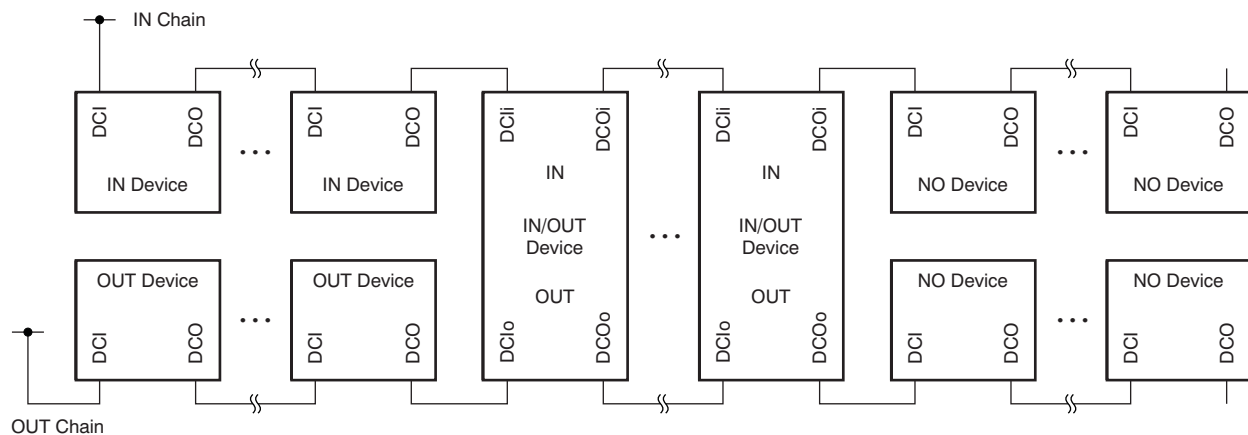 IN Chain
DCI
DCO
IN Device
DCI
DCO
IN Device
DCIi
DCOi
IN
IN/OUT
Device
OUT
DCIo
DCOo
DCIi
DCOi
IN
IN/OUT
Device
OUT
DCIo
DCOo
DCI
DCO
NO Device
DCI
DCO
NO Device
OUT Device
DCI
DCO
OUT Device
DCI
DCO
NO Device
DCI
DCO
NO Device
DCI
DCO
OUT Chain